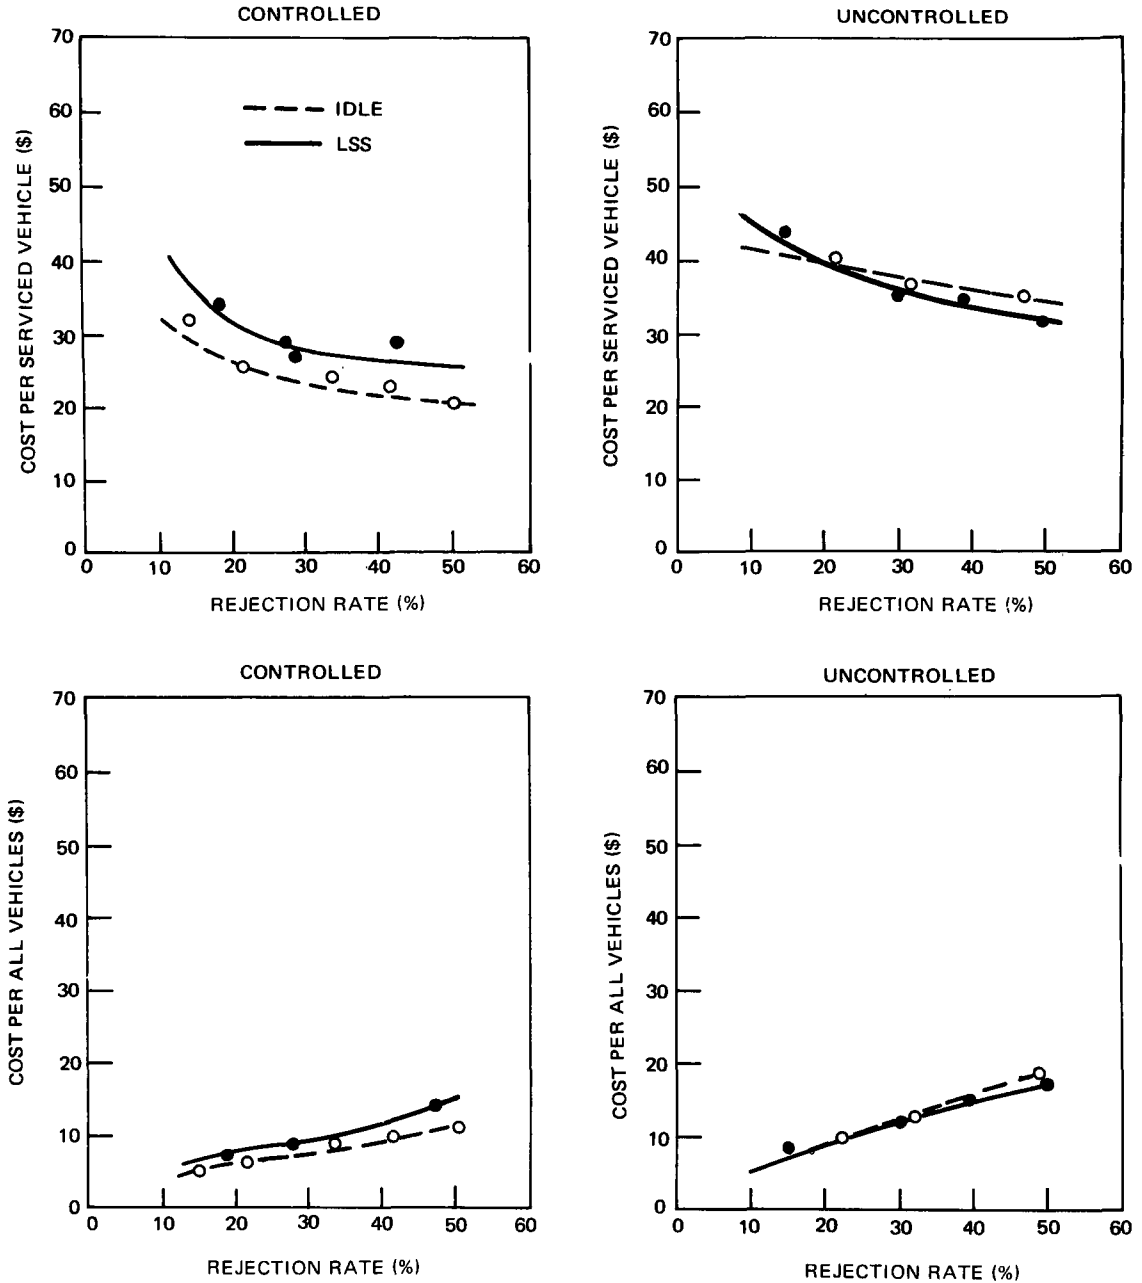 CONTROLLED
70
60
50
40
30
20
10
0
COST PER SERVICED VEHICLE ($)
IDLE
LSS
0 10 20 30 40 50 60
REJECTION RATE (%)
UNCONTROLLED
70
60
50
40
30
20
10
0
COST PER SERVICED VEHICLE ($)
0 10 20 30 40 50 60
REJECTION RATE (%)
CONTROLLED
70
60
50
40
30
20
10
0
COST PER ALL VEHICLES ($)
0 10 20 30 40 50 60
REJECTION RATE (%)
UNCONTROLLED
70
60
50
40
30
20
10
0
COST PER ALL VEHICLES ($)
0 10 20 30 40 50 60
REJECTION RATE (%)